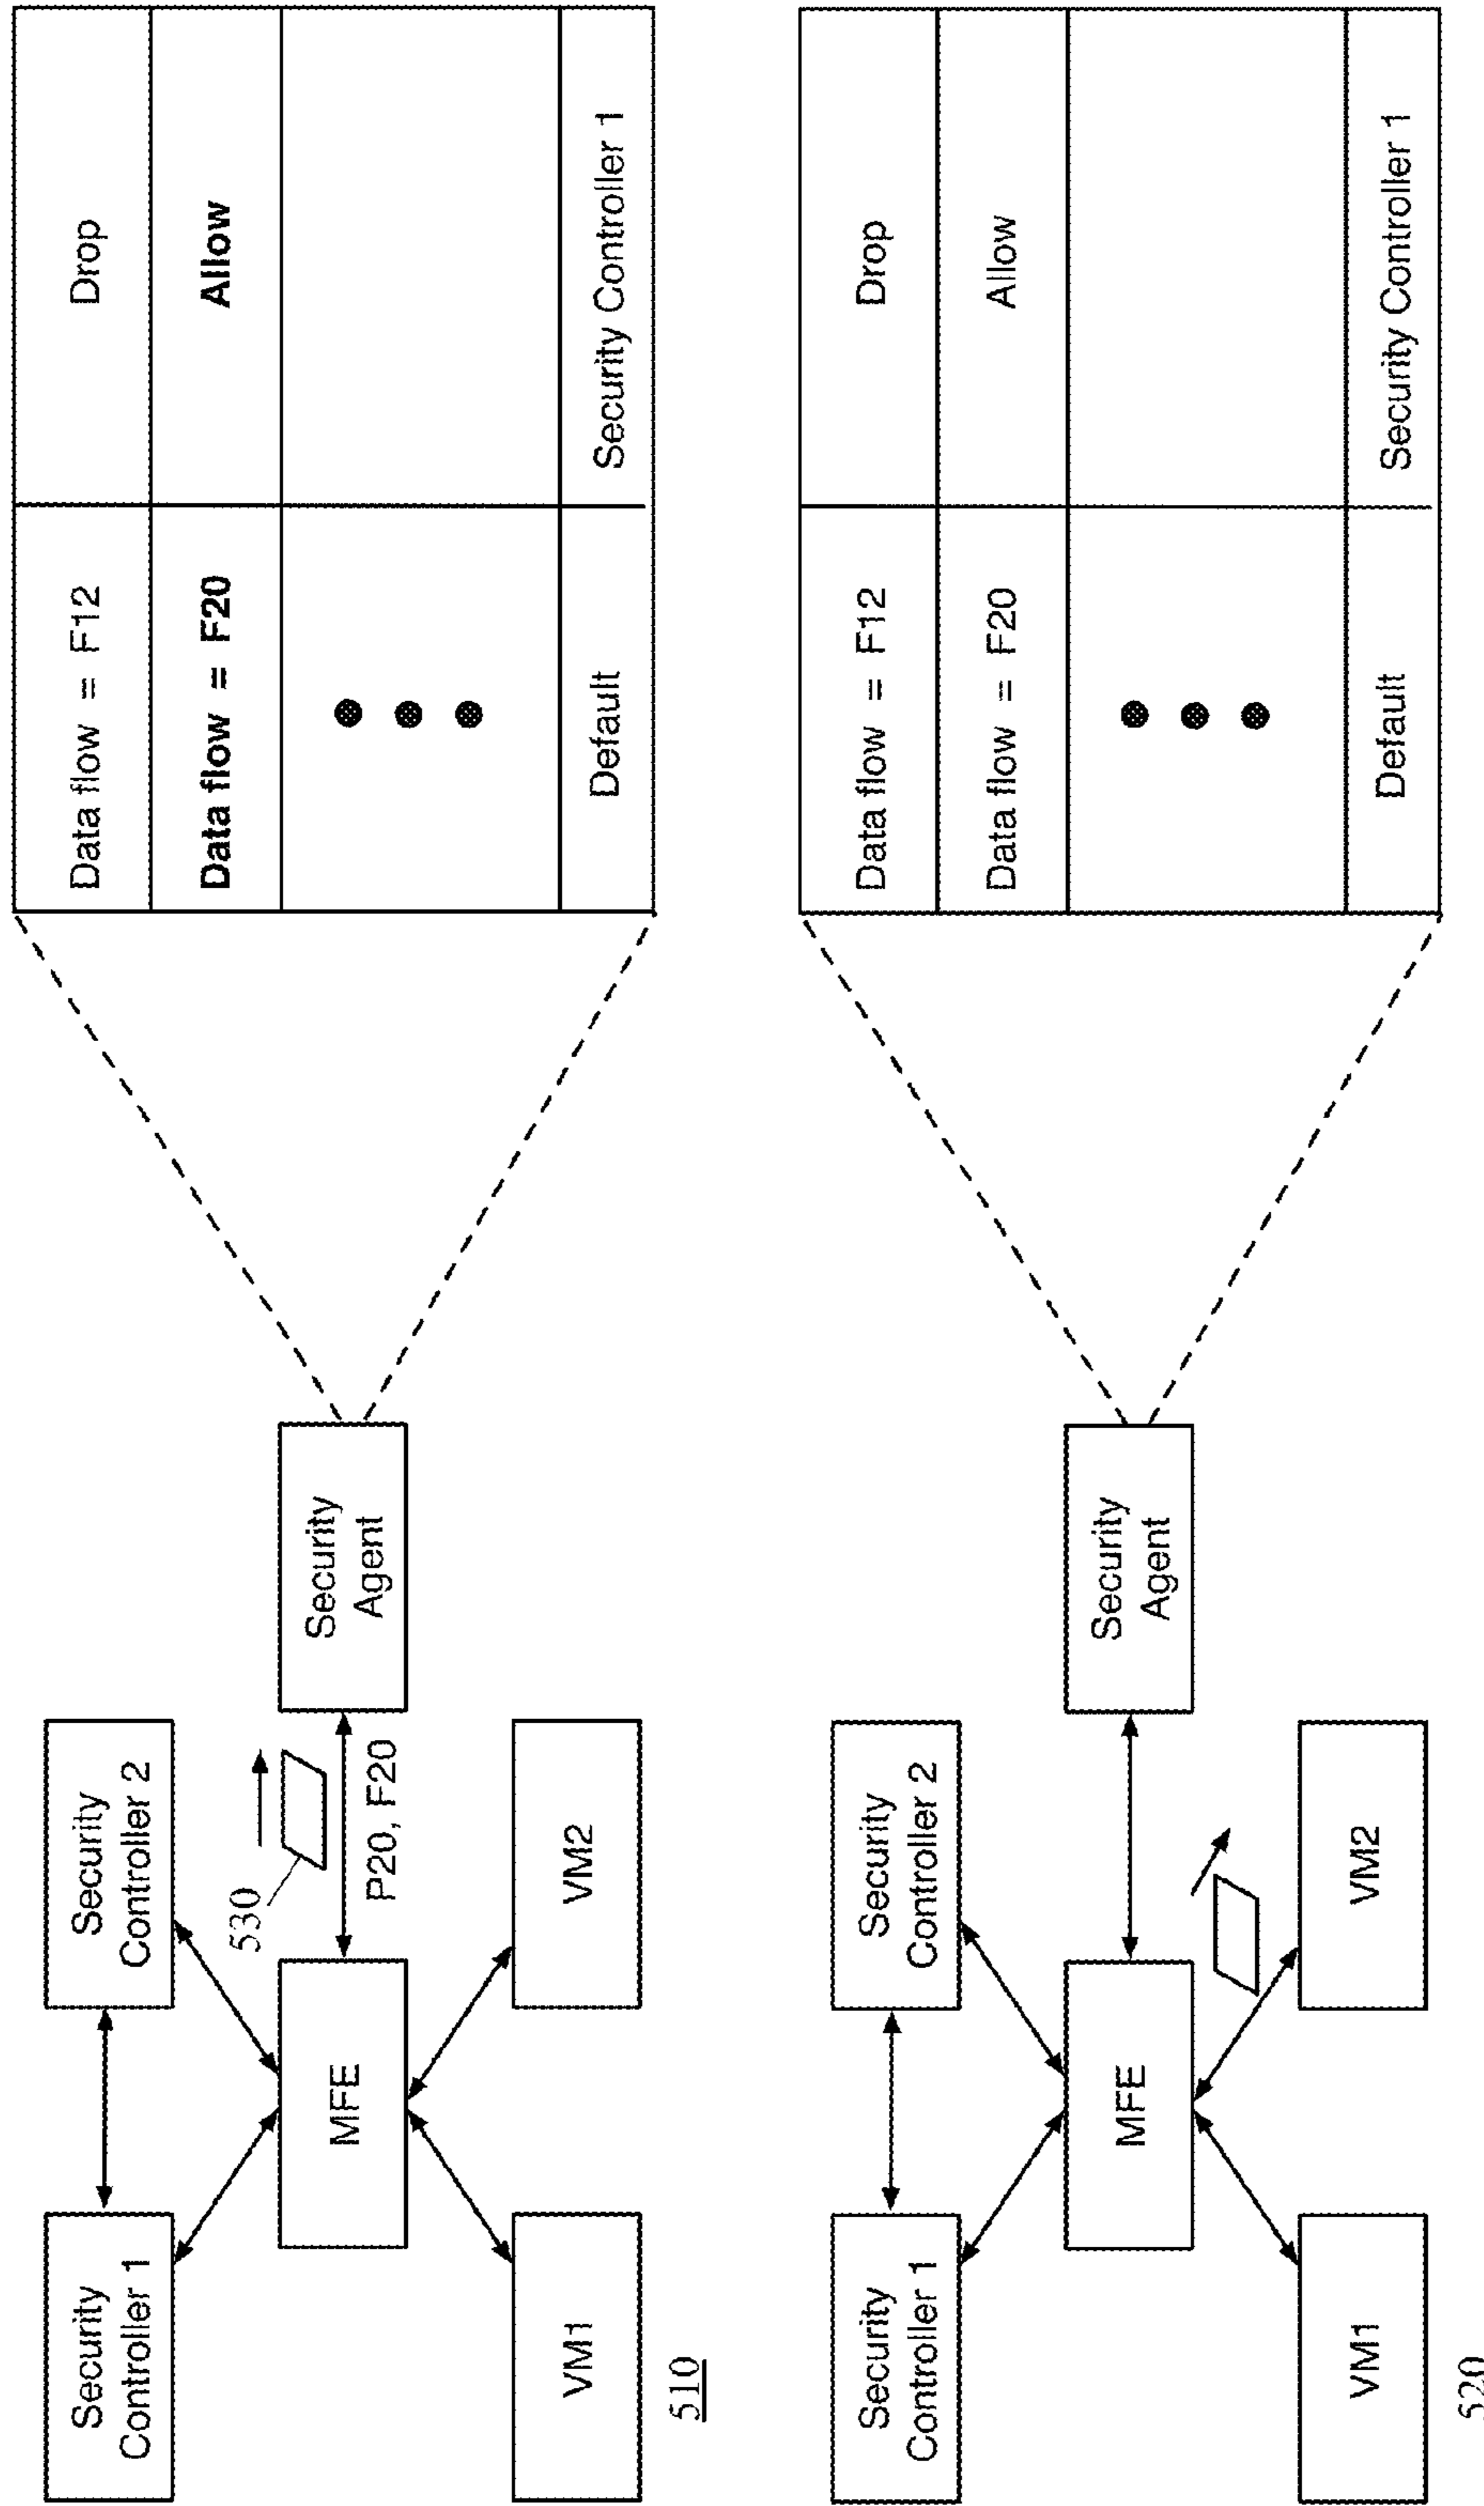 Security
Controller 1
Security
Controller 2
530
P20, F20
MFE
Security
Agent
VM1
VM2
510
Data flow = F12
Drop
Data flow = F20
Allow
Default
Security Controller 1
Security
Controller 1
Security
Controller 2
MFE
Security
Agent
VM1
VM2
520
Data flow = F12
Drop
Data flow = F20
Allow
Default
Security Controller 1